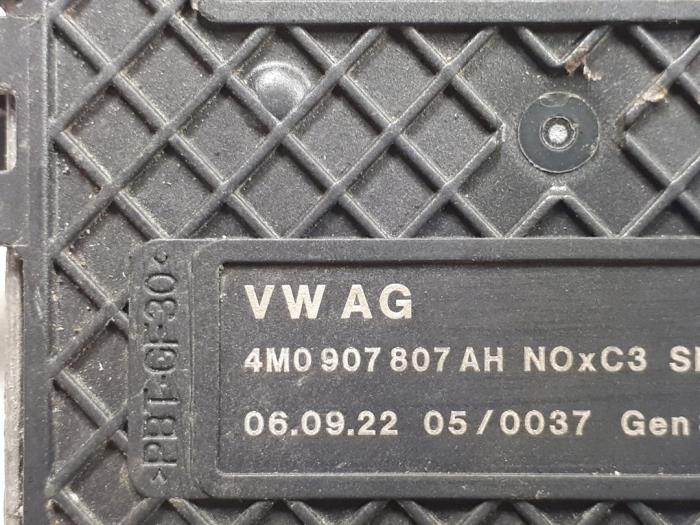 VW AG
4M0 907 807 AH NOxC3
06.09.22 05/0037 Gen
>PBT-GF30<